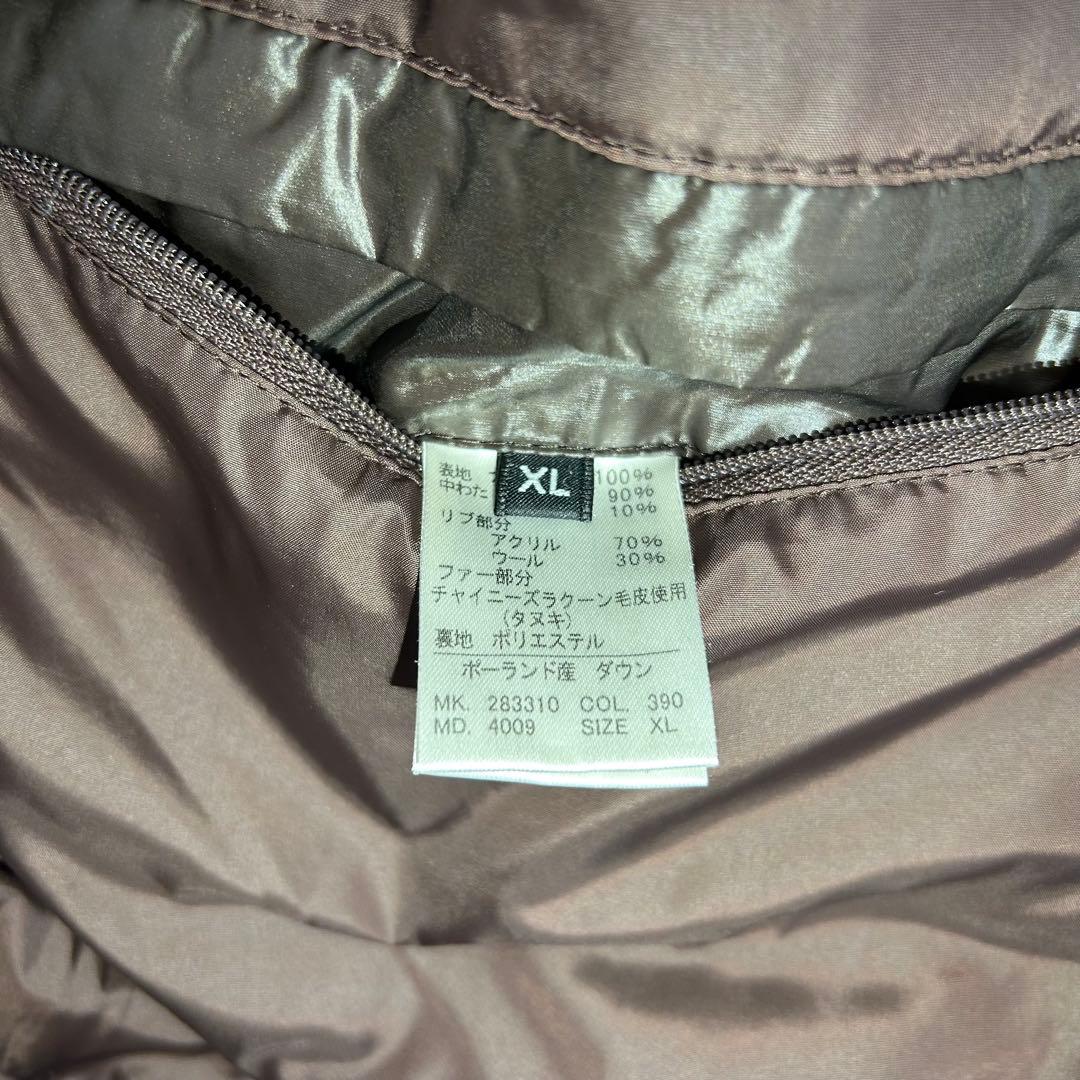 XL
表地 100%
中わた 90%
10%
リブ部分
アクリル 70%
ウール 30%
ファー部分
チャイニーズラクーン毛皮使用
(タヌキ)
裏地 ポリエステル
ポーランド産 ダウン
MK. 283310 COL. 390
MD. 4009 SIZE XL